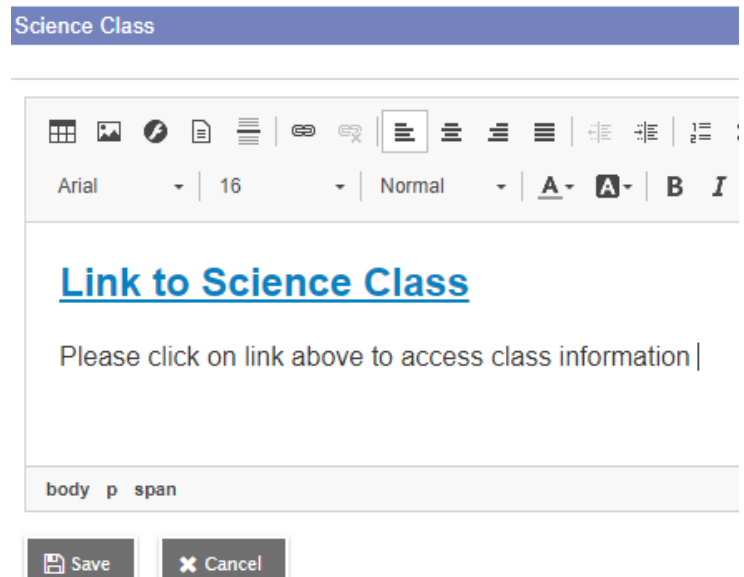 Science Class
Arial 16 Normal A A B I
Link to Science Class
Please click on link above to access class information
body p span
Save Cancel